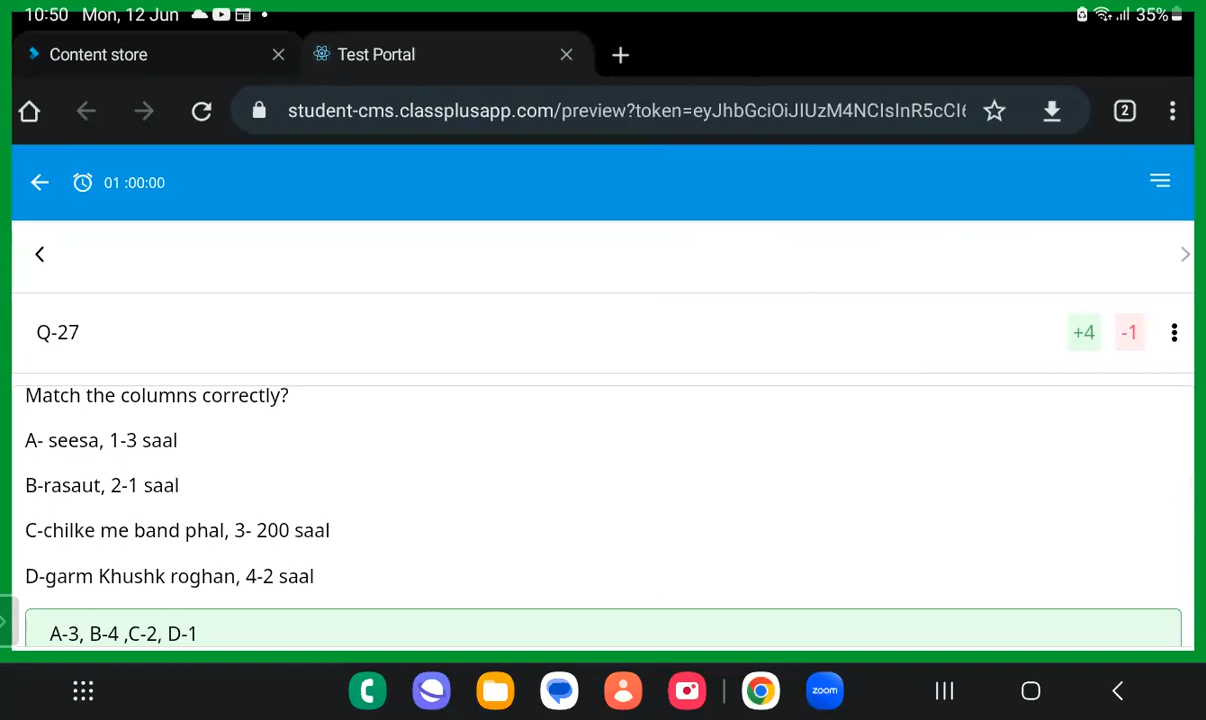 10:50 Mon, 12 Jun
35%
Content store
Test Portal
student-cms.classplusapp.com/preview?token=eyJhbGciOiJIUzM4NCIsInR5cCI6
2
01 :00:00
Q-27
+4 -1
Match the columns correctly?
A- seesa, 1-3 saal
B-rasaut, 2-1 saal
C-chilke me band phal, 3- 200 saal
D-garm Khushk roghan, 4-2 saal
A-3, B-4 ,C-2, D-1
zoom